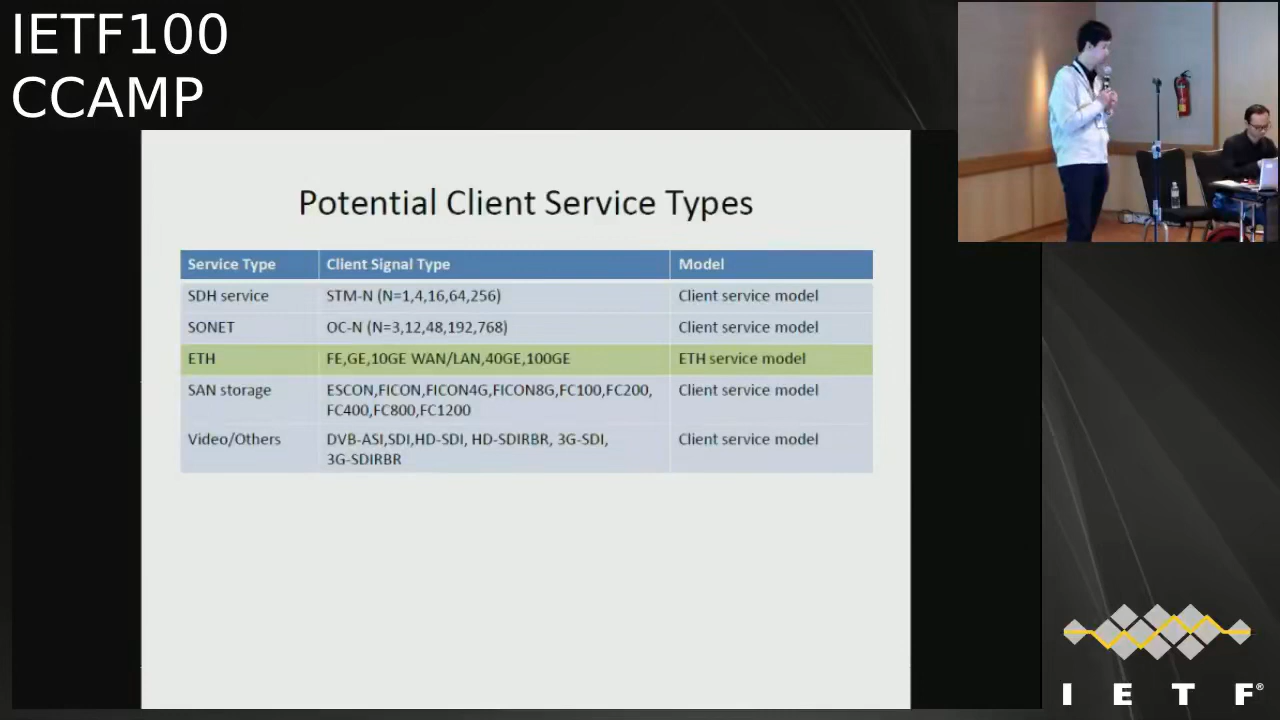 IETF100
CCAMP
Potential Client Service Types
Service Type Client Signal Type Model
SDH service STM-N (N=1,4,16,64,256) Client service model
SONET OC-N (N=3,12,48,192,768) Client service model
ETH FE,GE,10GE WAN/LAN,40GE,100GE ETH service model
SAN storage ESCON,FICON,FICON4G,FICON8G,FC100,FC200, Client service model
FC400,FC800,FC1200
Video/Others DVB-ASI,SDI,HD-SDI, HD-SDIRBR, 3G-SDI, Client service model
3G-SDIRBR
I E T F®